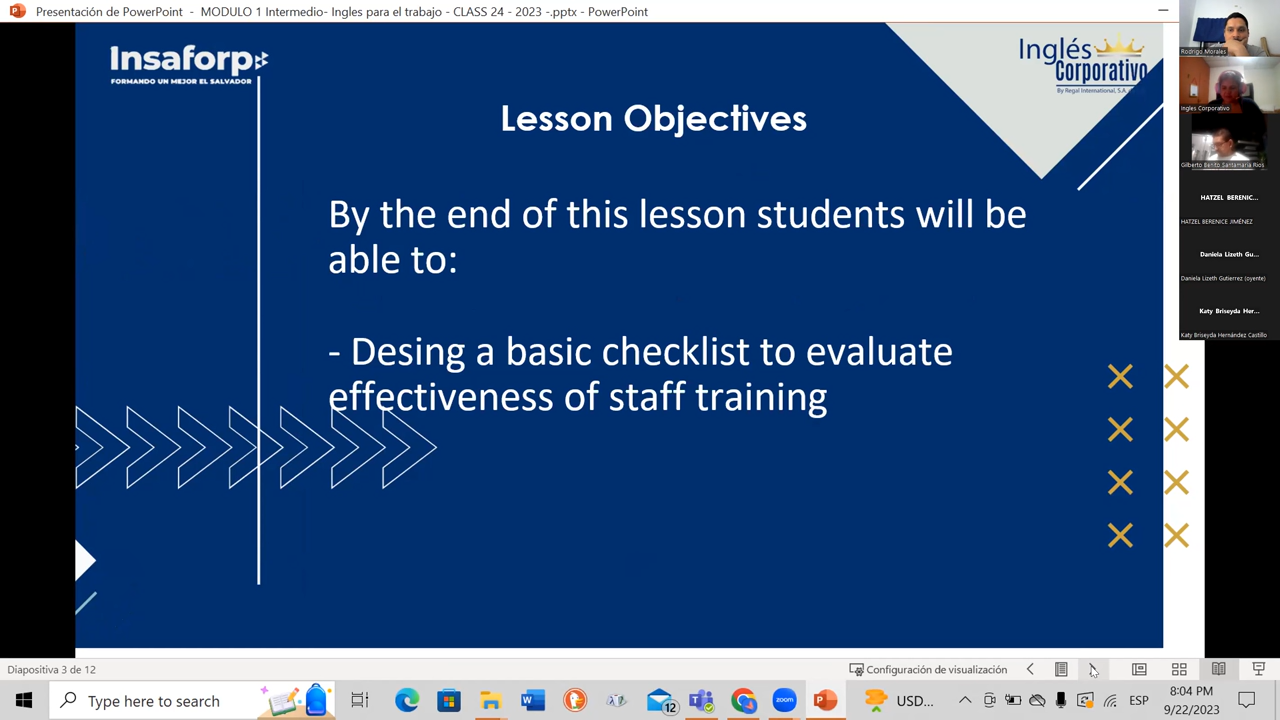 Presentación de PowerPoint - MODULO 1 Intermedio- Ingles para el trabajo - CLASS 24 - 2023 -.pptx - PowerPoint
Insaforp
FORMANDO UN MEJOR EL SALVADOR
Inglés
Corporativo
By Regal International, S.A.
Lesson Objectives
By the end of this lesson students will be
able to:
- Desing a basic checklist to evaluate
effectiveness of staff training
Rodrigo Morales
Ingles Corporativo
Gilberto Benito Santamaria Rios
HATZEL BERENIC...
HATZEL BERENICE JIMÉNEZ
Daniela Lizeth Gu...
Daniela Lizeth Gutierrez (oyente)
Katy Briseyda Her...
Katy Briseyda Hernández Castillo
Diapositiva 3 de 12
Configuración de visualización
Type here to search
12
zoom
USD...
ESP
8:04 PM
9/22/2023